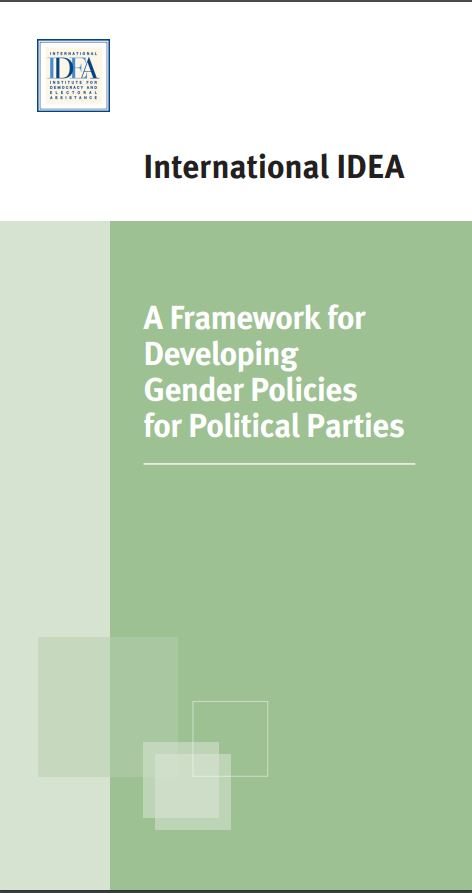 INTERNATIONAL
IDEA
INSTITUTE FOR
DEMOCRACY AND
ELECTORAL
ASSISTANCE
International IDEA
A Framework for
Developing
Gender Policies
for Political Parties